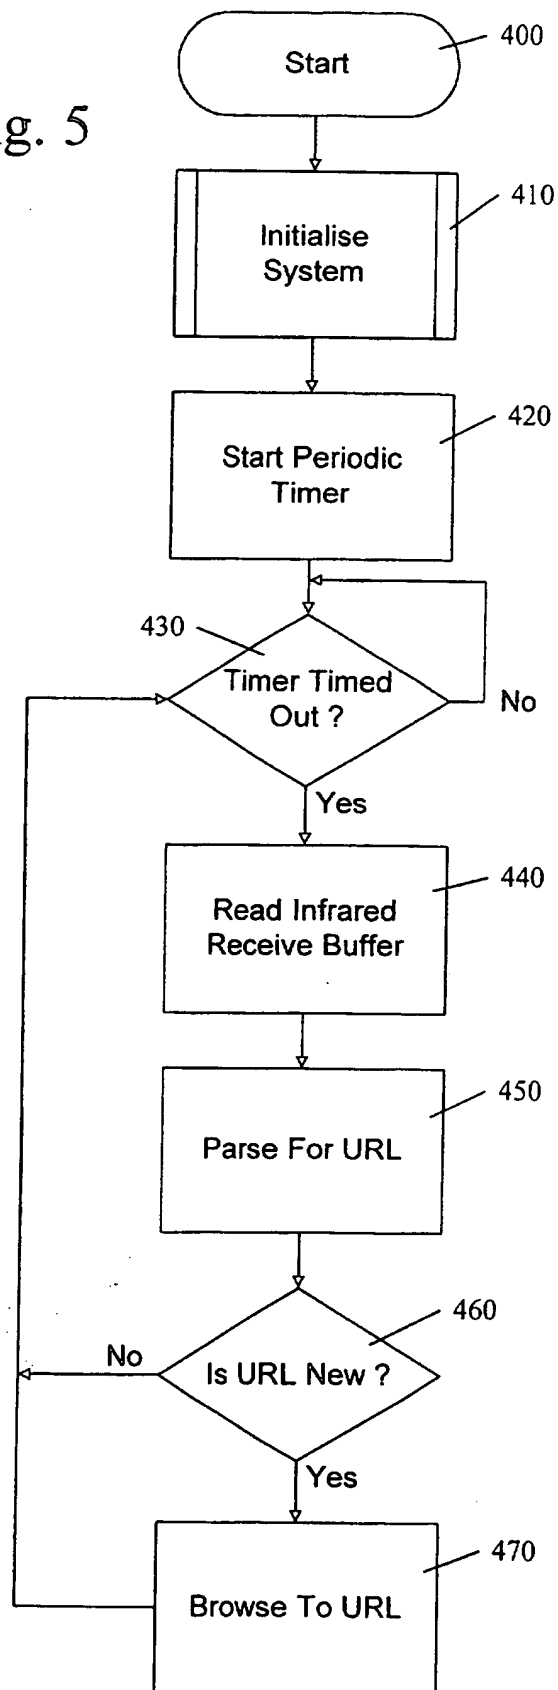 400
Start
g. 5
410
Initialise
System
420
Start Periodic
Timer
430
Timer Timed
Out ?
No
Yes
440
Read Infrared
Receive Buffer
450
Parse For URL
460
No
Is URL New ?
Yes
470
Browse To URL